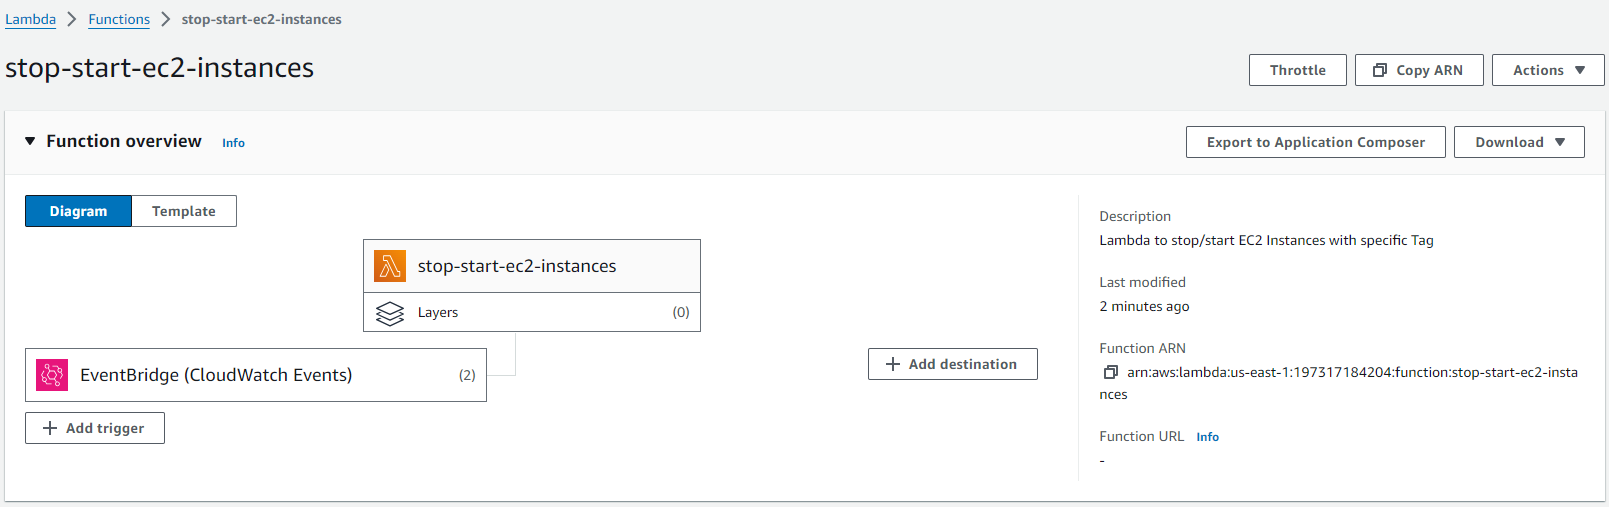 Lambda > Functions > stop-start-ec2-instances
stop-start-ec2-instances
Throttle
Copy ARN
Actions
Function overview Info
Export to Application Composer
Download
Diagram
Template
stop-start-ec2-instances
Layers (0)
EventBridge (CloudWatch Events) (2)
+ Add trigger
+ Add destination
Description
Lambda to stop/start EC2 Instances with specific Tag
Last modified
2 minutes ago
Function ARN
arn:aws:lambda:us-east-1:197317184204:function:stop-start-ec2-insta
nces
Function URL Info
-